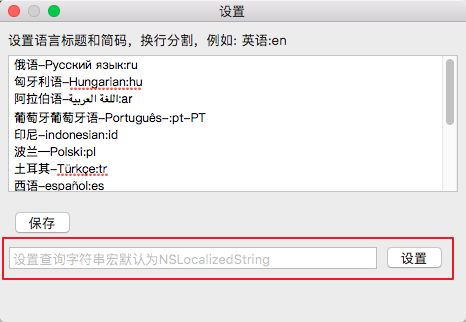 设置
设置语言标题和简码，换行分割，例如: 英语:en
俄语-Русский язык:ru
匈牙利语-Hungarian:hu
阿拉伯语-اللغة العربية:ar
葡萄牙葡萄牙语-Português-:pt-PT
印尼-indonesian:id
波兰—Polski:pl
土耳其-Türkçe:tr
西语-español:es
保存
设置查询字符串宏默认为NSLocalizedString
设置